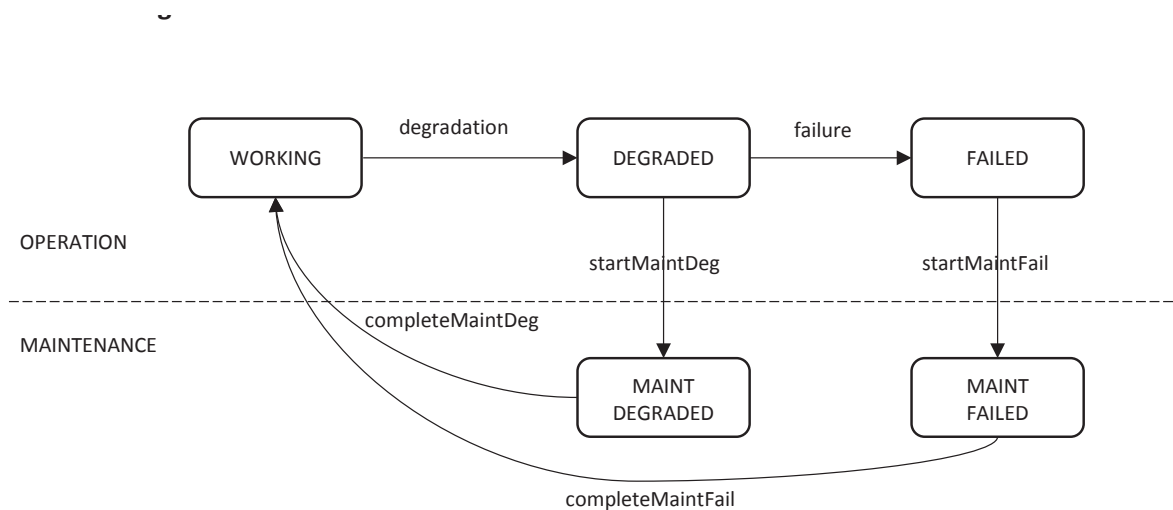 degradation
failure
WORKING
DEGRADED
FAILED
OPERATION
startMaintDeg
startMaintFail
completeMaintDeg
MAINTENANCE
MAINT
DEGRADED
MAINT
FAILED
completeMaintFail